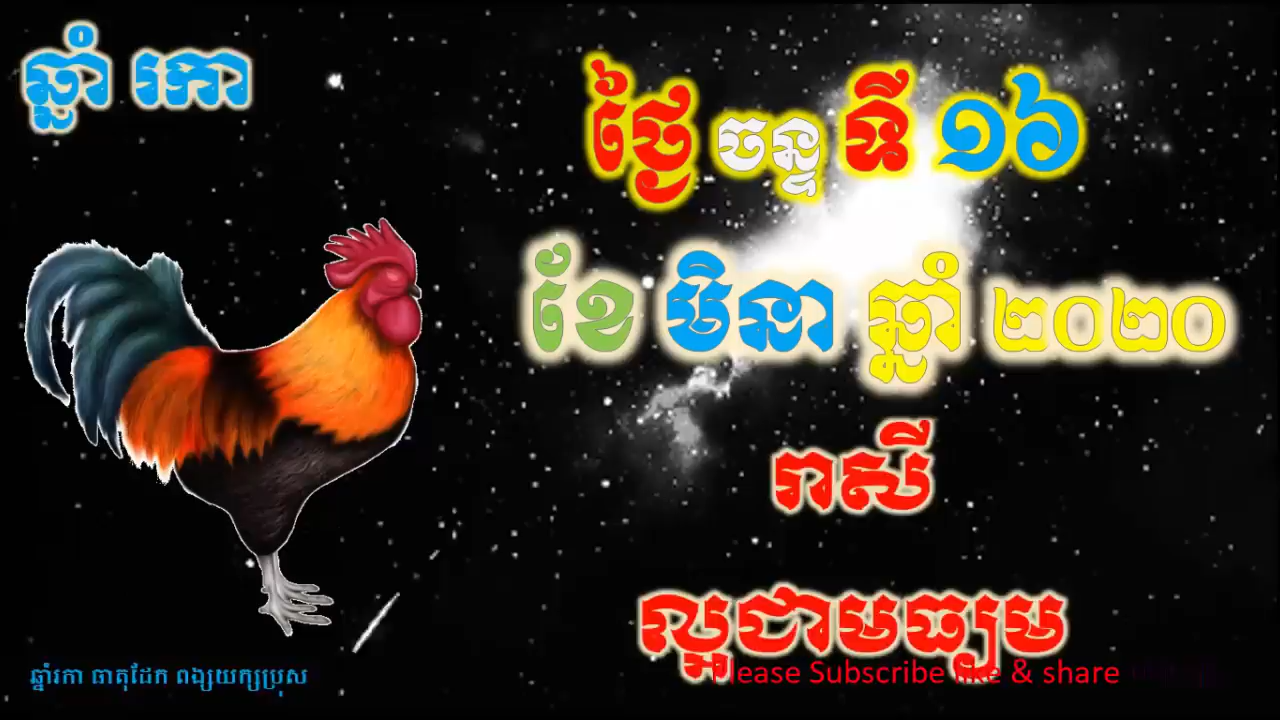 ឆ្នាំ រកា
ថ្ងៃ ចន្ទ ទី ១៦
ខែ មិនា ឆ្នាំ ២០២០
រាសី
ល្អជាមធ្យម
Please Subscribe like & share
ឆ្នាំរកា ធាតុដែក ពង្សយក្សប្រុស